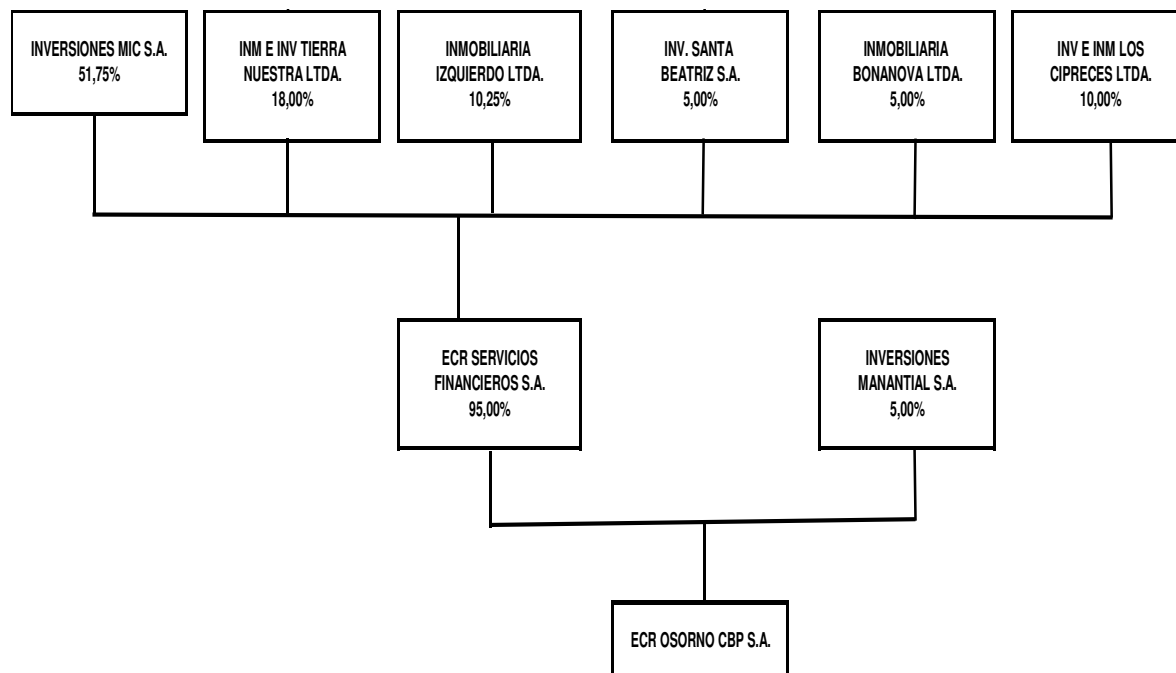 INVERSIONES MIC S.A.
51,75%
INM E INV TIERRA
NUESTRA LTDA.
18,00%
INMOBILIARIA
IZQUIERDO LTDA.
10,25%
INV. SANTA
BEATRIZ S.A.
5,00%
INMOBILIARIA
BONANOVA LTDA.
5,00%
INV E INM LOS
CIPRECES LTDA.
10,00%
ECR SERVICIOS
FINANCIEROS S.A.
95,00%
INVERSIONES
MANANTIAL S.A.
5,00%
ECR OSORNO CBP S.A.